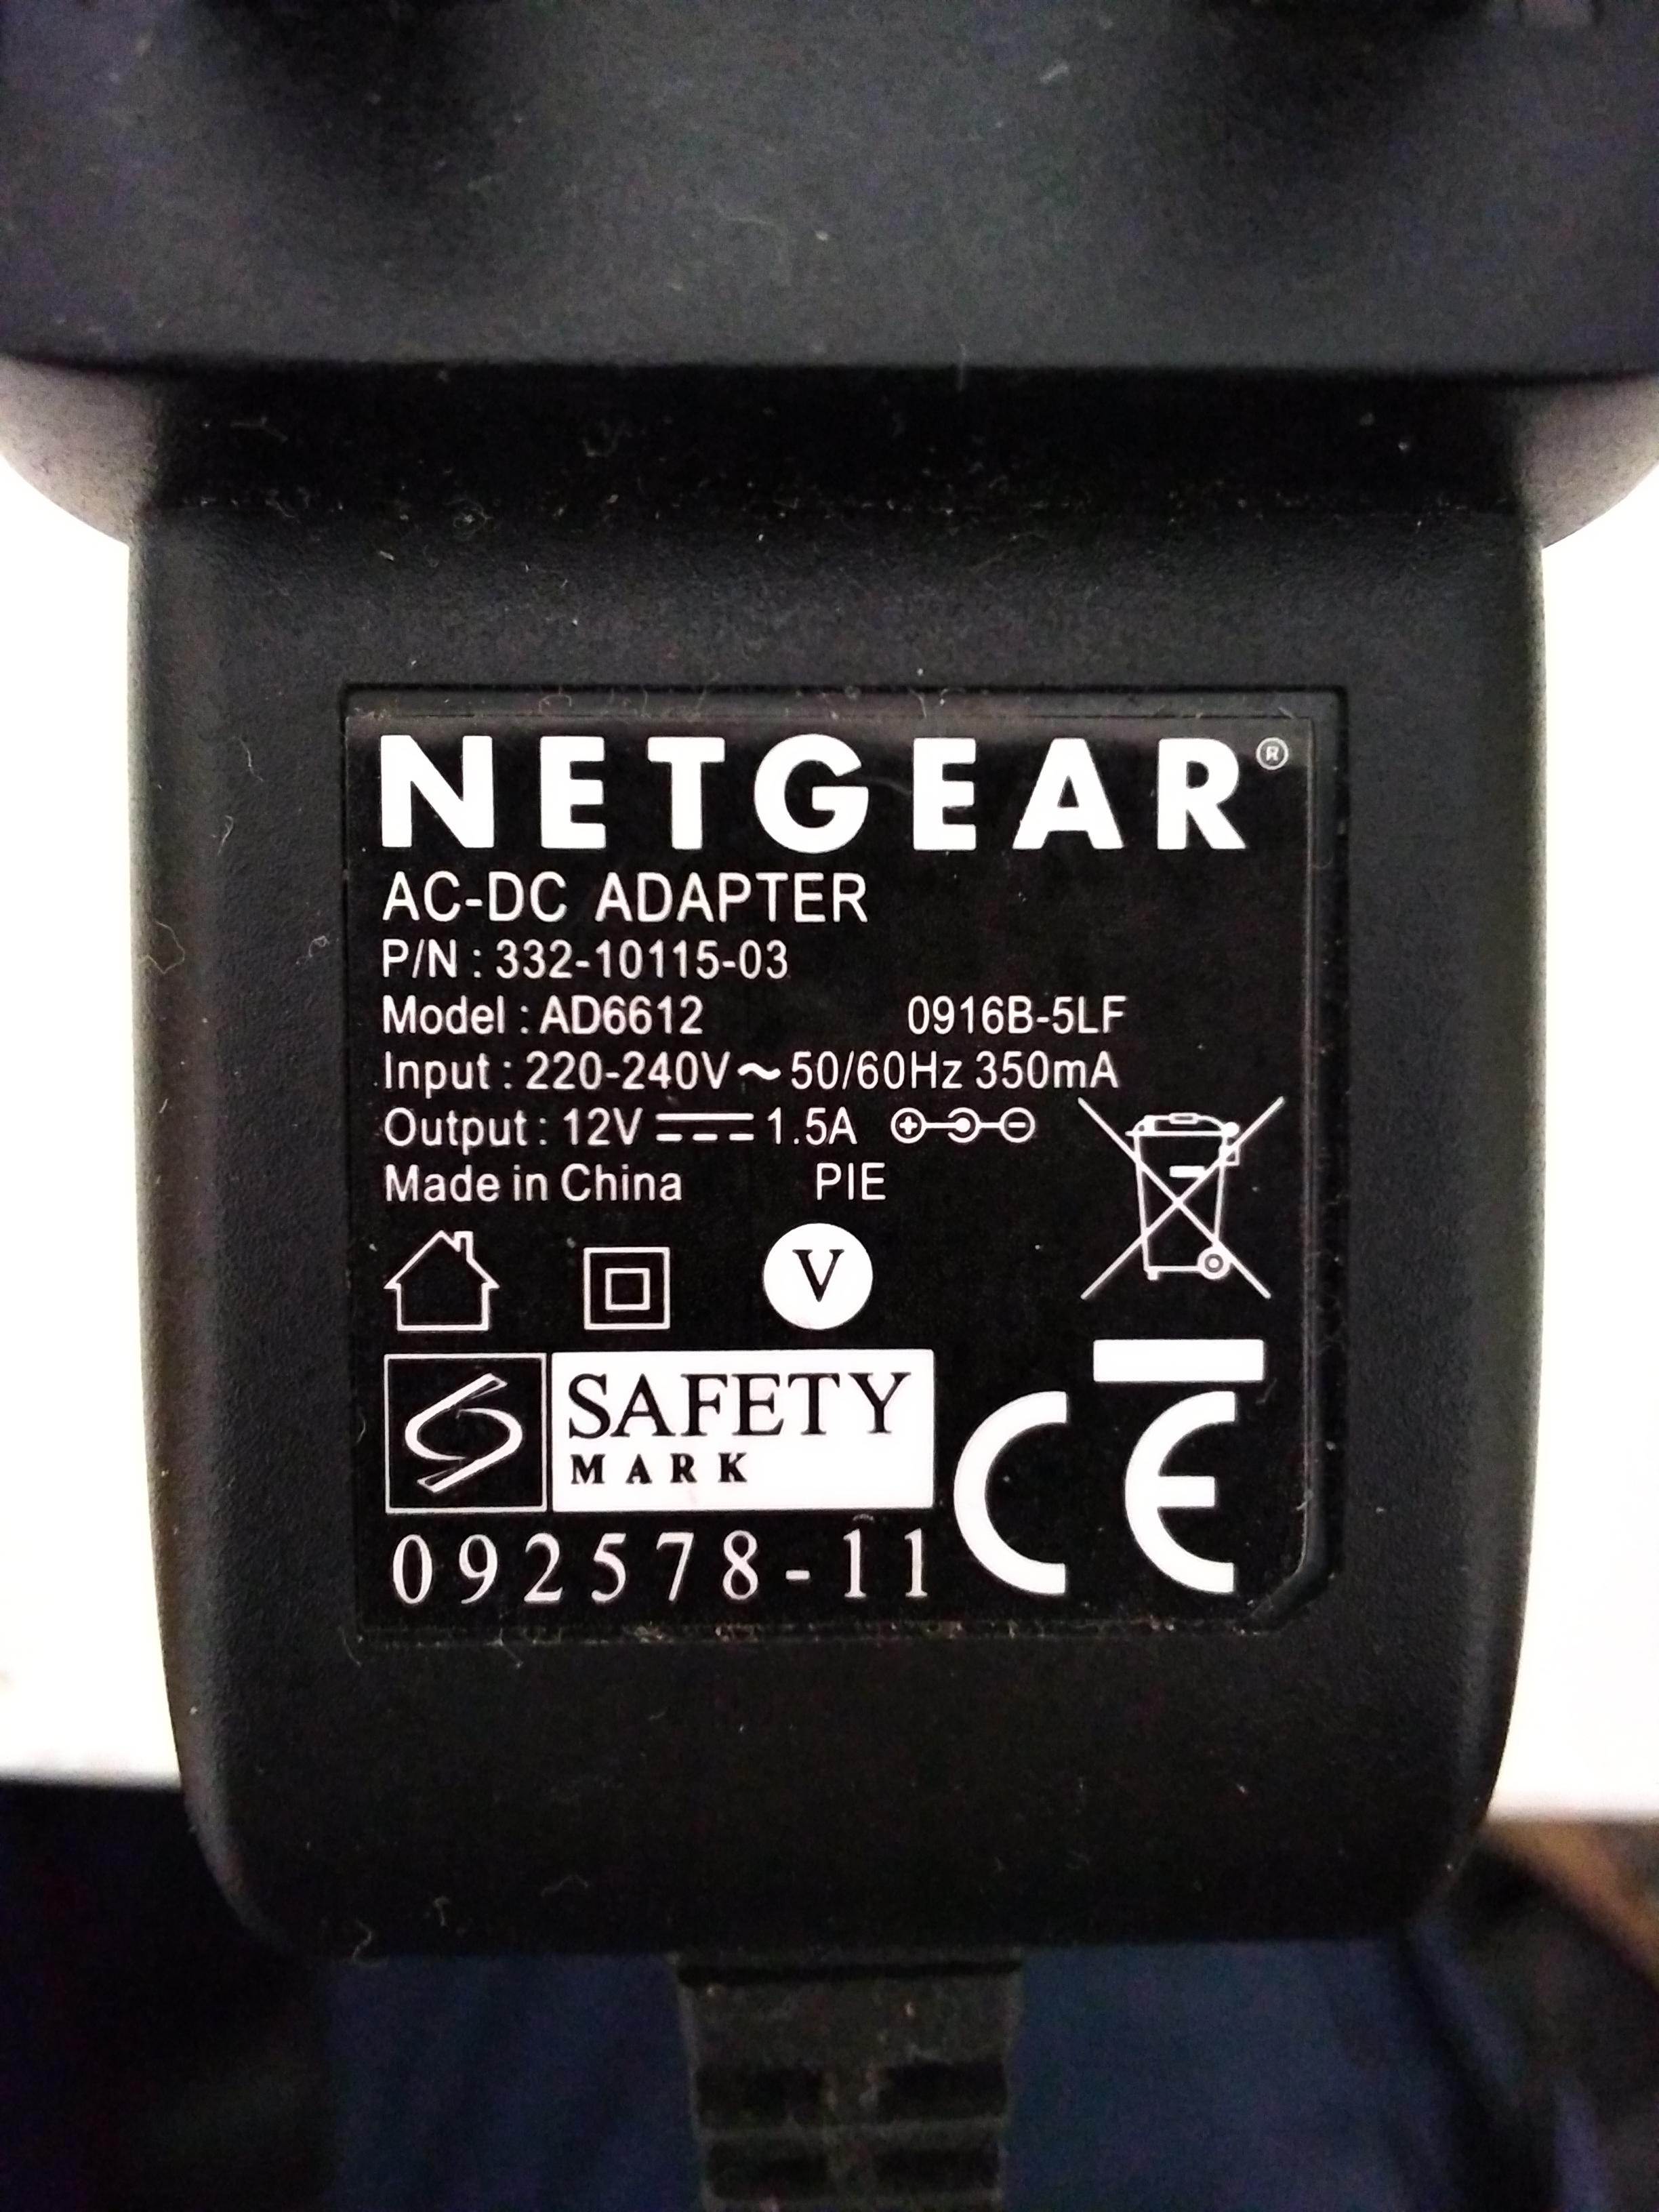 NETGEAR®
AC-DC ADAPTER
P/N : 332-10115-03
Model : AD6612 0916B-5LF
Input : 220-240V~50/60Hz 350mA
Output : 12V⎓1.5A
Made in China PIE
V
SAFETY
MARK
092578-11
CE